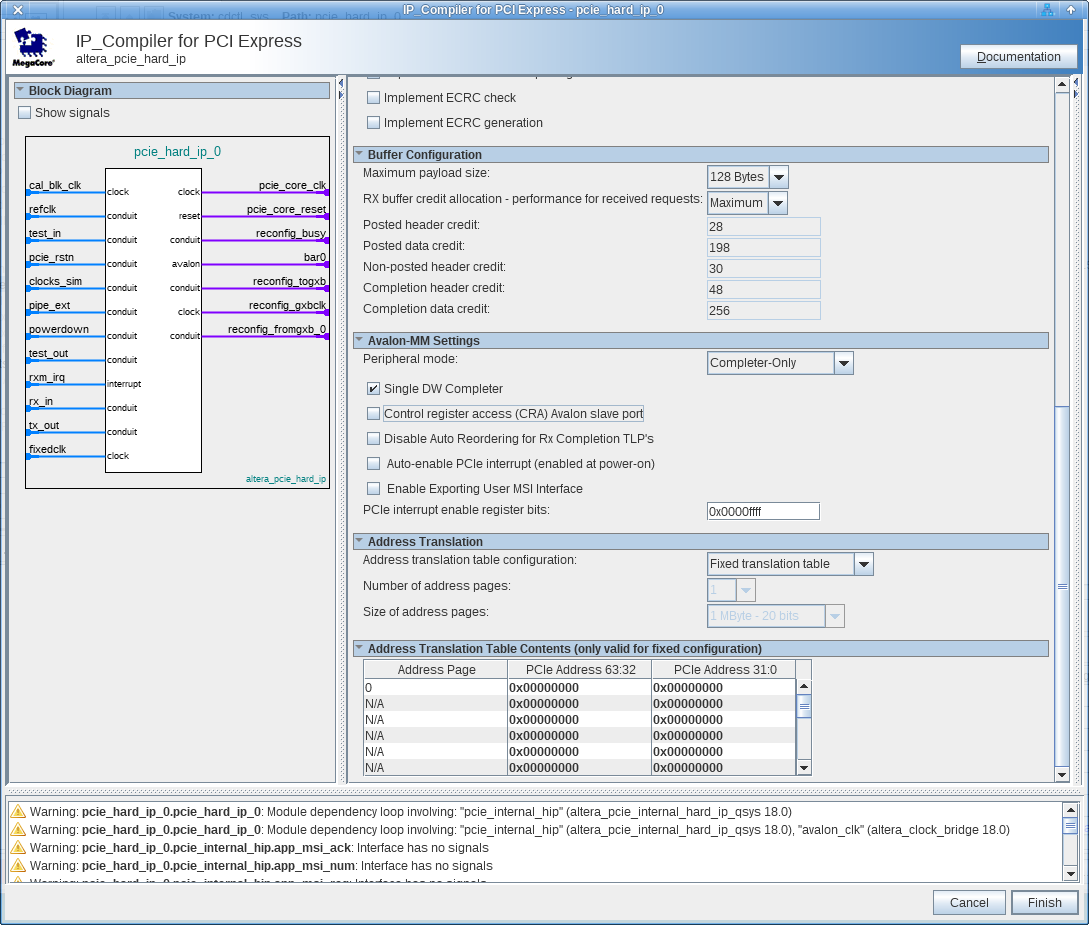 IP_Compiler for PCI Express - pcie_hard_ip_0
IP_Compiler for PCI Express
altera_pcie_hard_ip
MegaCore®
Documentation
Block Diagram
Show signals
pcie_hard_ip_0
cal_blk_clk clock clock pcie_core_clk
refclk conduit reset pcie_core_reset
test_in conduit conduit reconfig_busy
pcie_rstn conduit avalon bar0
clocks_sim conduit conduit reconfig_togxb
pipe_ext conduit clock reconfig_gxbclk
powerdown conduit conduit reconfig_fromgxb_0
test_out conduit
rxm_irq interrupt
rx_in conduit
tx_out conduit
fixedclk clock
altera_pcie_hard_ip
Implement ECRC check
Implement ECRC generation
Buffer Configuration
Maximum payload size: 128 Bytes
RX buffer credit allocation - performance for received requests: Maximum
Posted header credit: 28
Posted data credit: 198
Non-posted header credit: 30
Completion header credit: 48
Completion data credit: 256
Avalon-MM Settings
Peripheral mode: Completer-Only
Single DW Completer
Control register access (CRA) Avalon slave port
Disable Auto Reordering for Rx Completion TLP's
Auto-enable PCIe interrupt (enabled at power-on)
Enable Exporting User MSI Interface
PCIe interrupt enable register bits: 0x0000ffff
Address Translation
Address translation table configuration: Fixed translation table
Number of address pages: 1
Size of address pages: 1 MByte - 20 bits
Address Translation Table Contents (only valid for fixed configuration)
Address Page PCIe Address 63:32 PCIe Address 31:0
0 0x00000000 0x00000000
N/A 0x00000000 0x00000000
N/A 0x00000000 0x00000000
N/A 0x00000000 0x00000000
N/A 0x00000000 0x00000000
N/A 0x00000000 0x00000000
Warning: pcie_hard_ip_0.pcie_hard_ip_0: Module dependency loop involving: "pcie_internal_hip" (altera_pcie_internal_hard_ip_qsys 18.0)
Warning: pcie_hard_ip_0.pcie_hard_ip_0: Module dependency loop involving: "pcie_internal_hip" (altera_pcie_internal_hard_ip_qsys 18.0), "avalon_clk" (altera_clock_bridge 18.0)
Warning: pcie_hard_ip_0.pcie_internal_hip.app_msi_ack: Interface has no signals
Warning: pcie_hard_ip_0.pcie_internal_hip.app_msi_num: Interface has no signals
Cancel Finish